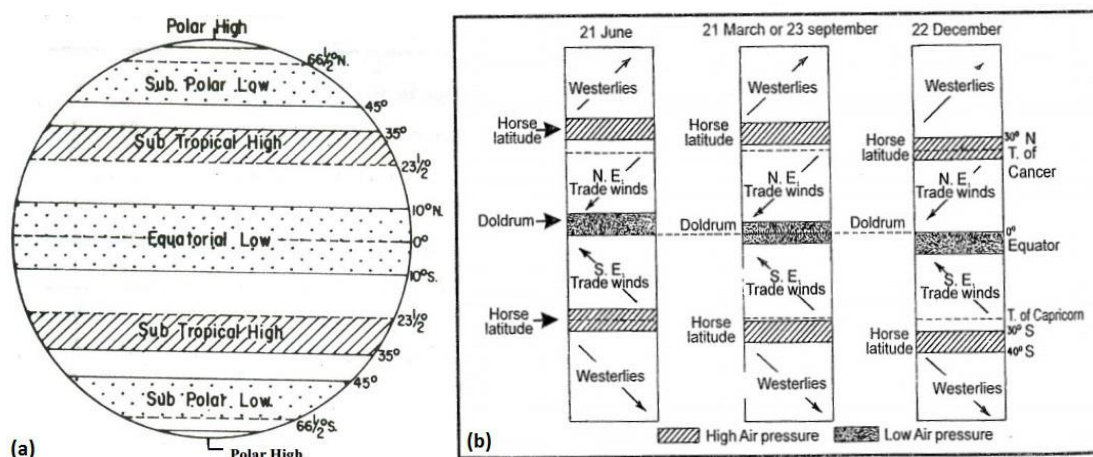 Polar High
66½°N.
Sub Polar Low
45°
35°
Sub Tropical High
23½°
10°N.
Equatorial Low
0°
10°S.
23½°
Sub Tropical High
35°
45°
Sub Polar Low.
66½°S.
Polar High
(a)
21 June
21 March or 23 september
22 December
Westerlies
Westerlies
Westerlies
Horse
latitude
Horse
latitude
Horse
latitude
30° N
T. of
Cancer
N. E.
Trade winds
N. E.
Trade winds
N. E.
Trade winds
Doldrum
Doldrum
Doldrum
0°
Equator
S. E.
Trade winds
S. E.
Trade winds
S. E.
Trade winds
Horse
latitude
Horse
latitude
Horse
latitude
T. of Capricorn
30° S
40° S
Westerlies
Westerlies
Westerlies
(b)
High Air pressure
Low Air pressure